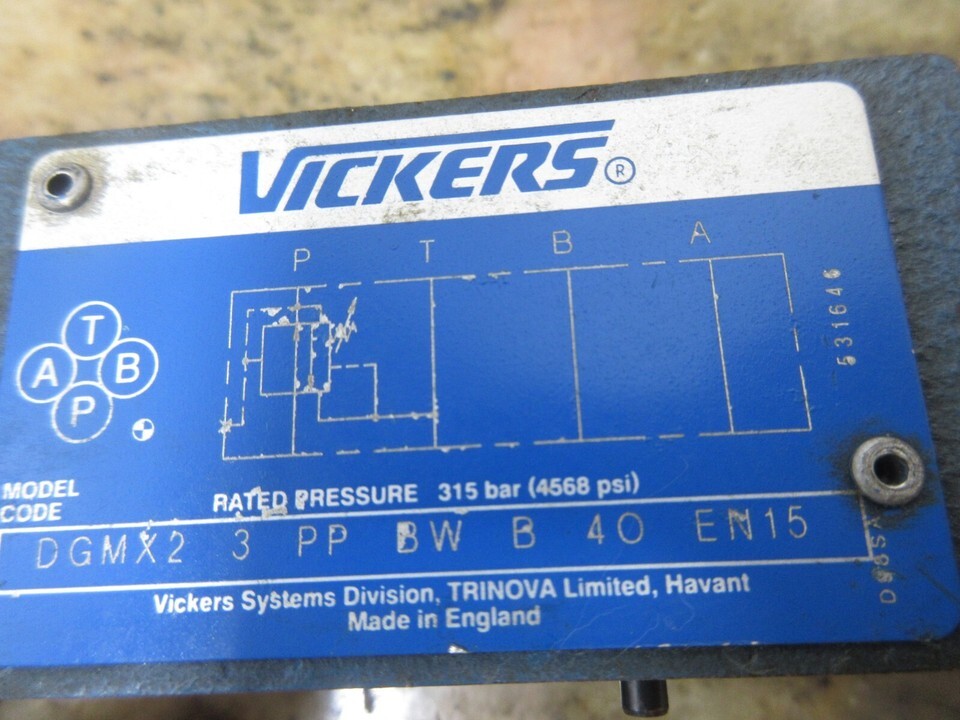 VICKERS ®
P T B A
T
A B
P
531646
MODEL
CODE
RATED PRESSURE 315 bar (4568 psi)
DGMX2 3 PP BW B 40 EN15
Vickers Systems Division, TRINOVA Limited, Havant
Made in England